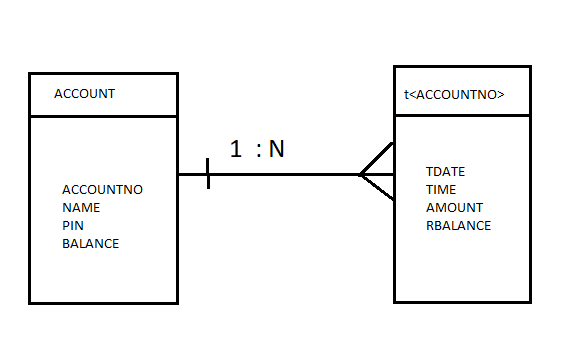 ACCOUNT
ACCOUNTNO
NAME
PIN
BALANCE
1 : N
t<ACCOUNTNO>
TDATE
TIME
AMOUNT
RBALANCE